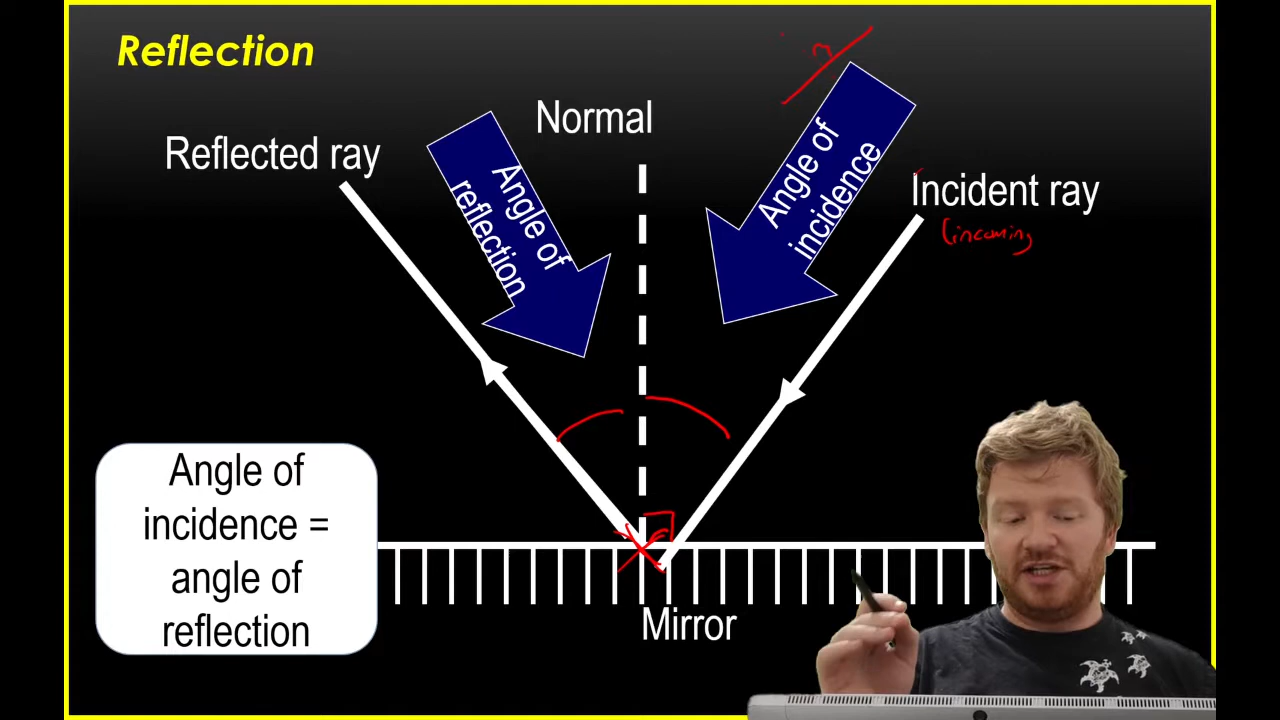 Reflection
Normal
Reflected ray
Angle of
reflection
Angle of
incidence
Incident ray
(incoming
Angle of
incidence =
angle of
reflection
Mirror